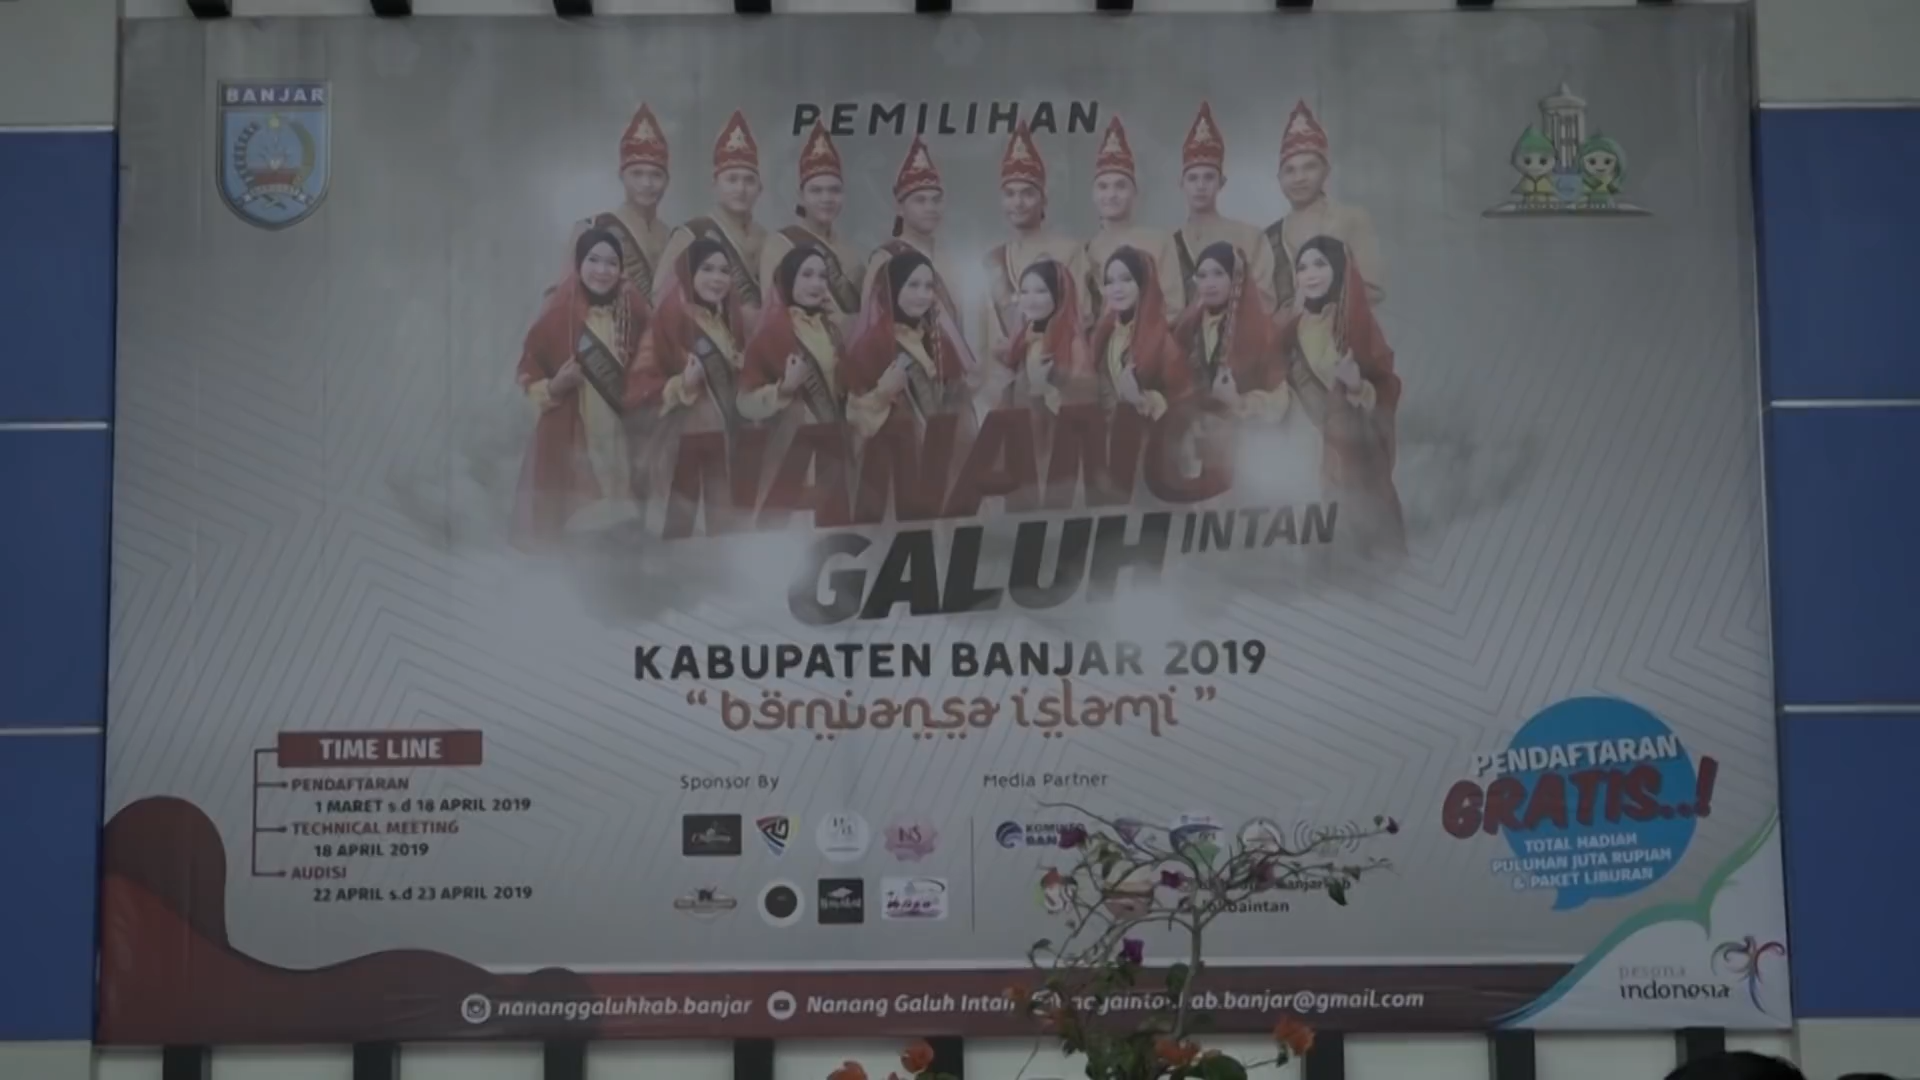 BANJAR
PEMILIHAN
NANANG
GALUH INTAN
KABUPATEN BANJAR 2019
“ bernuansa islami ”
TIME LINE
PENDAFTARAN
1 MARET s.d 18 APRIL 2019
TECHNICAL MEETING
18 APRIL 2019
AUDISI
22 APRIL s.d 23 APRIL 2019
Sponsor By
Media Partner
NS
PENDAFTARAN
GRATIS..!
TOTAL HADIAH
PULUHAN JUTA RUPIAH
& PAKET LIBURAN
pesona
indonesia
nananggaluhkab.banjar
Nanang Galuh Intan
ab.banjar@gmail.com